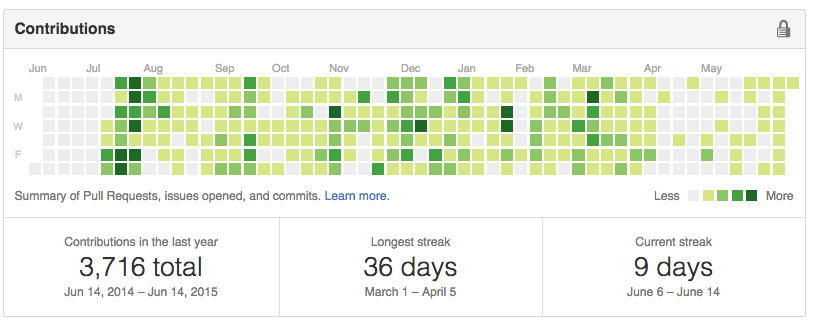 Contributions
Jun Jul Aug Sep Oct Nov Dec Jan Feb Mar Apr May
M
W
F
Summary of Pull Requests, issues opened, and commits. Learn more.
Less More
Contributions in the last year
3,716 total
Jun 14, 2014 – Jun 14, 2015
Longest streak
36 days
March 1 – April 5
Current streak
9 days
June 6 – June 14